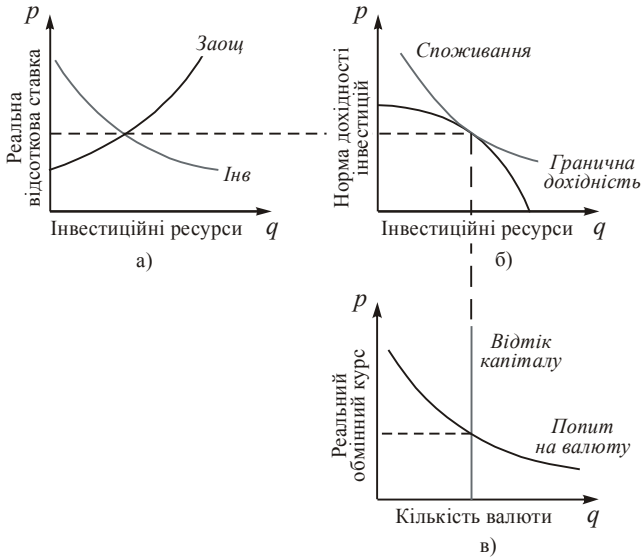 p
Реальна
відсоткова ставка
Заощ
Інв
Інвестиційні ресурси q
а)
p
Норма дохідності
інвестицій
Споживання
Гранична
дохідність
Інвестиційні ресурси q
б)
p
Реальний
обмінний курс
Відтік
капіталу
Попит
на валюту
Кількість валюти q
в)